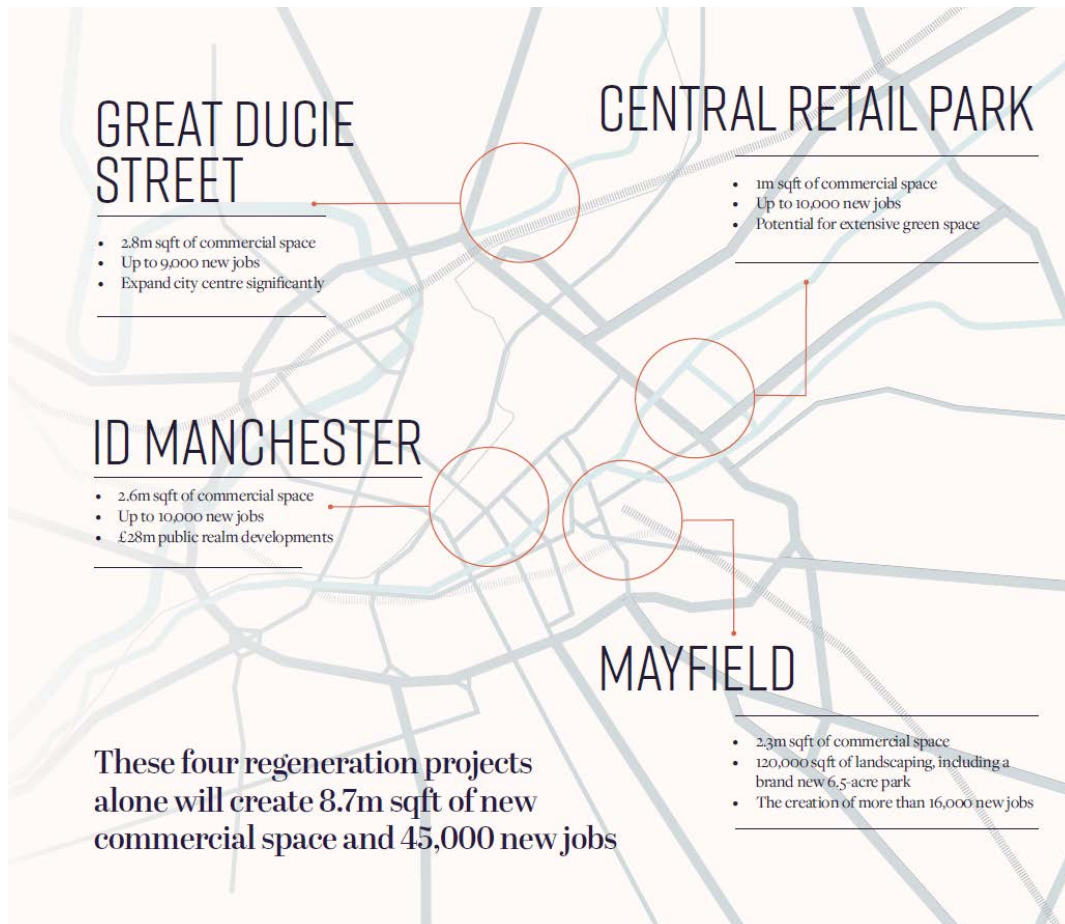 GREAT DUCIE
STREET
• 2.8m sqft of commercial space
• Up to 9,000 new jobs
• Expand city centre significantly
CENTRAL RETAIL PARK
• 1m sqft of commercial space
• Up to 10,000 new jobs
• Potential for extensive green space
ID MANCHESTER
• 2.6m sqft of commercial space
• Up to 10,000 new jobs
• £28m public realm developments
MAYFIELD
• 2.3m sqft of commercial space
• 120,000 sqft of landscaping, including a
brand new 6.5-acre park
• The creation of more than 16,000 new jobs
These four regeneration projects
alone will create 8.7m sqft of new
commercial space and 45,000 new jobs